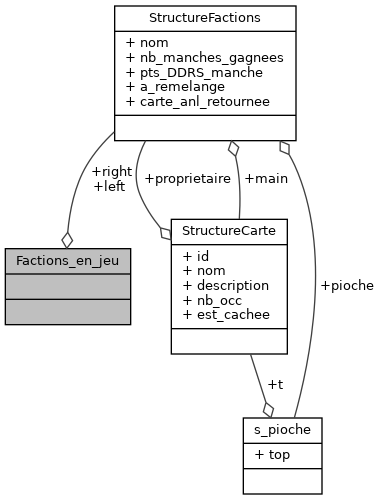 StructureFactions
+ nom
+ nb_manches_gagnees
+ pts_DDRS_manche
+ a_remelange
+ carte_anl_retournee
+right
+left
+proprietaire
+main
Factions_en_jeu
StructureCarte
+ id
+ nom
+ description
+ nb_occ
+ est_cachee
+pioche
+t
s_pioche
+ top